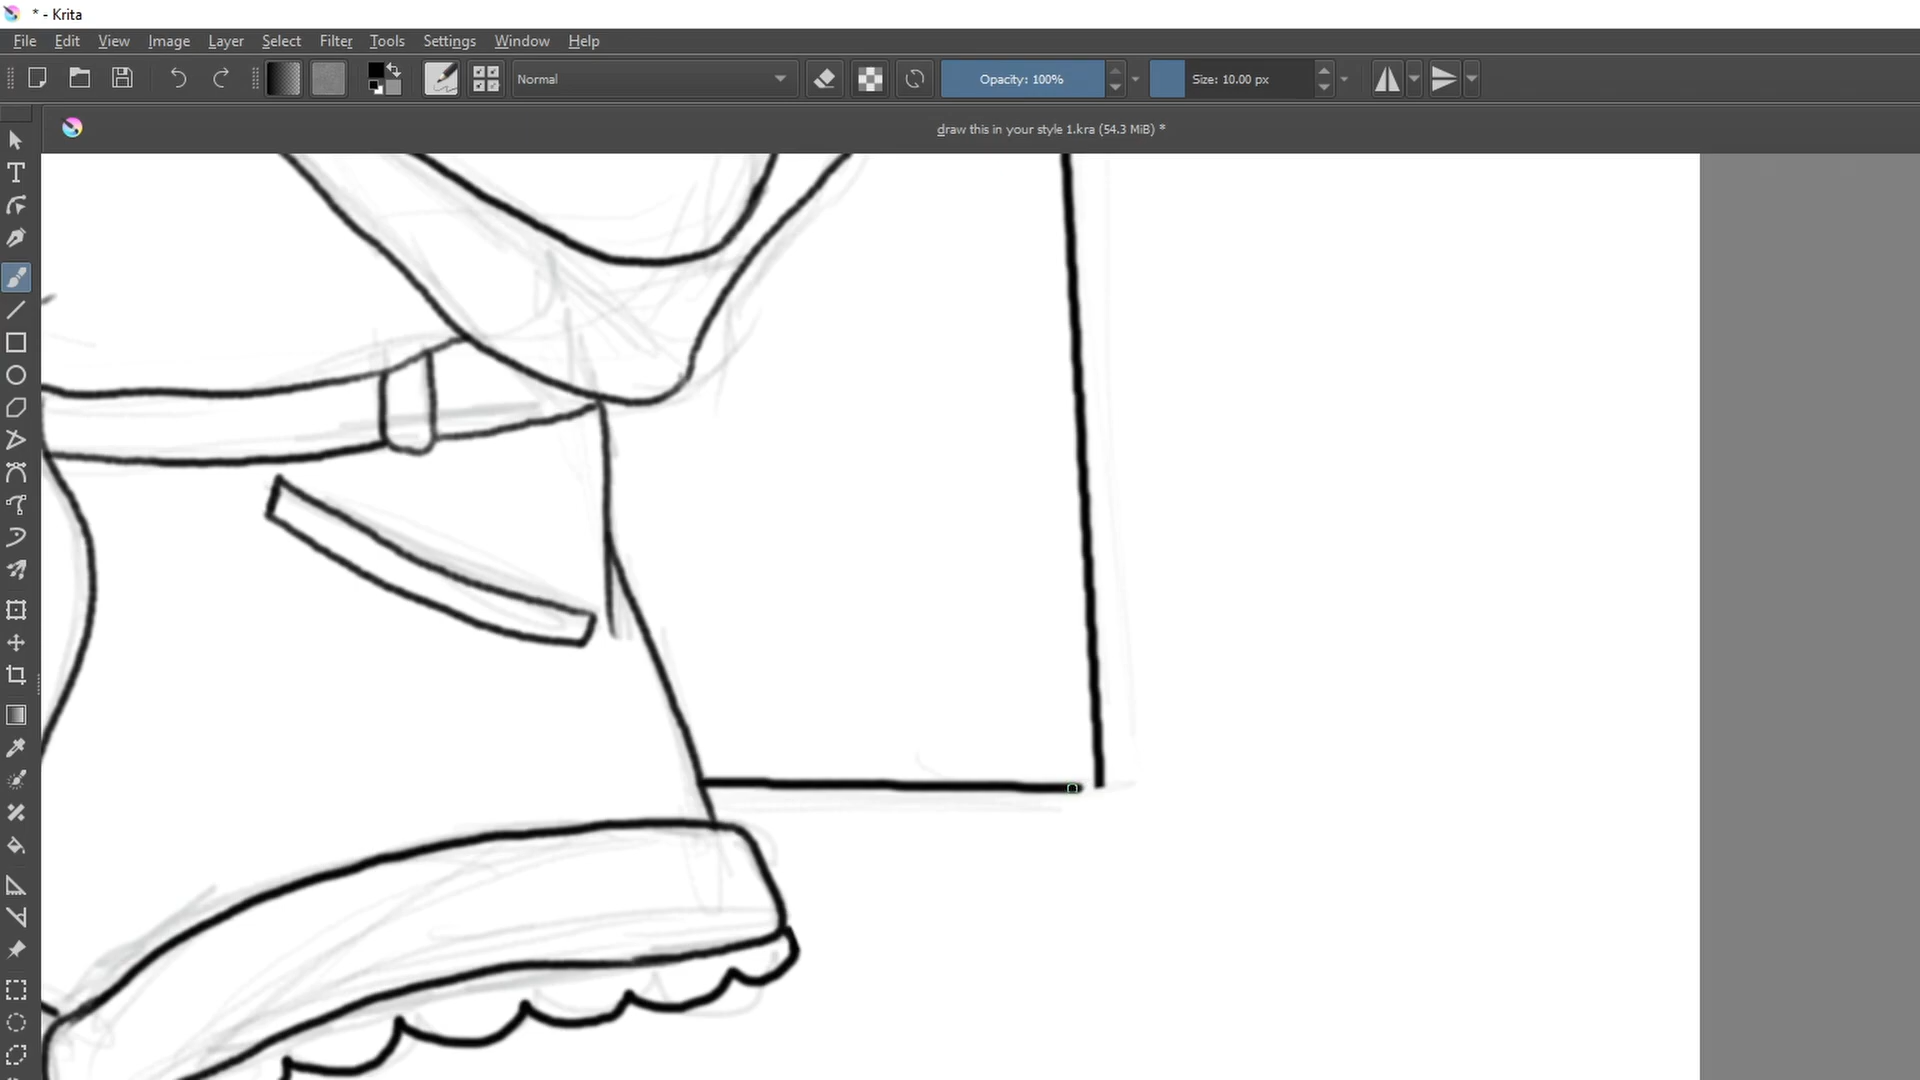 * - Krita
File Edit View Image Layer Select Filter Tools Settings Window Help
Normal Opacity: 100% Size: 10.00 px
draw this in your style 1.kra (54.3 MiB) *